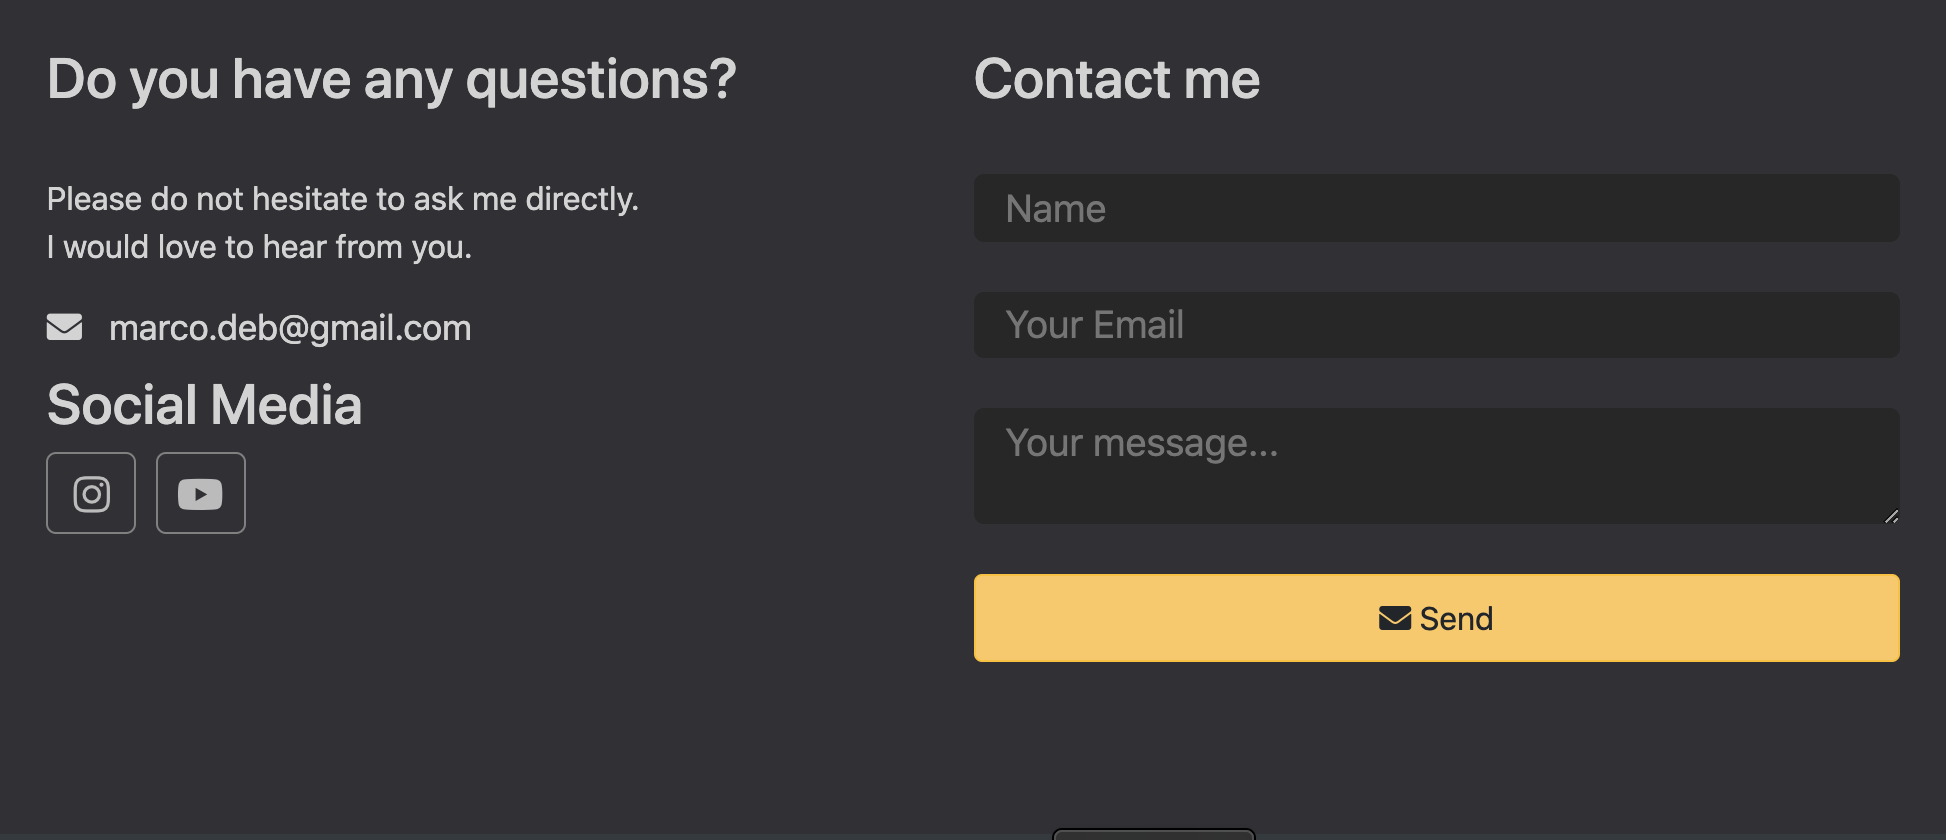 Do you have any questions?
Please do not hesitate to ask me directly.
I would love to hear from you.
marco.deb@gmail.com
Social Media
Contact me
Name
Your Email
Your message...
Send